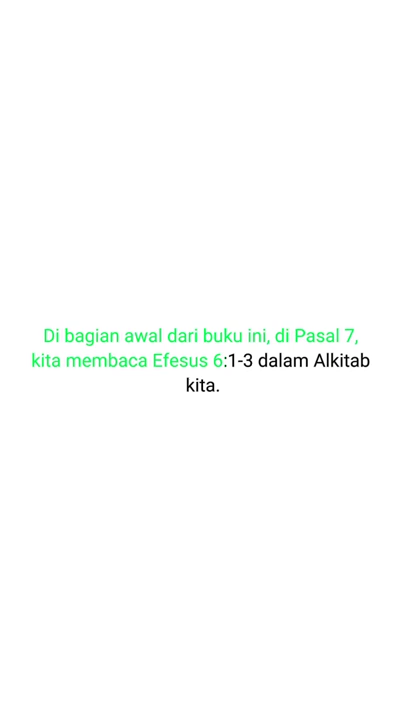 Di bagian awal dari buku ini, di Pasal 7,
kita membaca Efesus 6:1-3 dalam Alkitab
kita.